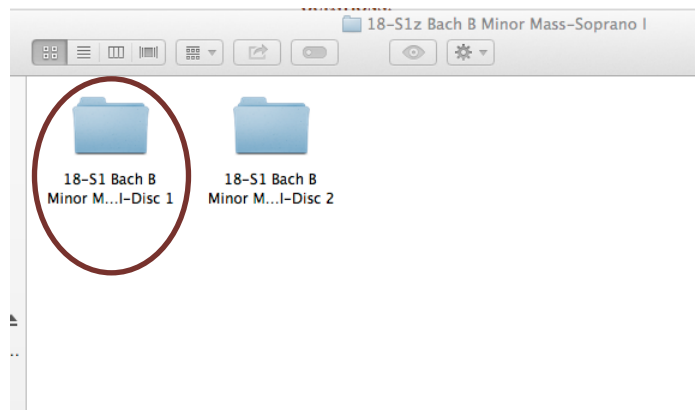 18-S1z Bach B Minor Mass-Soprano I
18-S1 Bach B
Minor M...I-Disc 1
18-S1 Bach B
Minor M...I-Disc 2
..